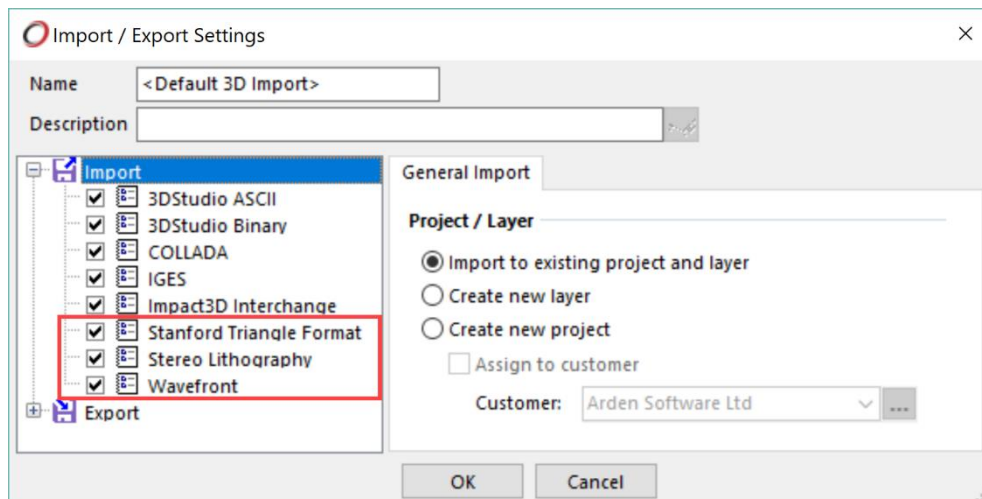 Import / Export Settings
Name
<Default 3D Import>
Description
Import
3DStudio ASCII
3DStudio Binary
COLLADA
IGES
Impact3D Interchange
Stanford Triangle Format
Stereo Lithography
Wavefront
Export
General Import
Project / Layer
Import to existing project and layer
Create new layer
Create new project
Assign to customer
Customer: Arden Software Ltd ...
OK Cancel